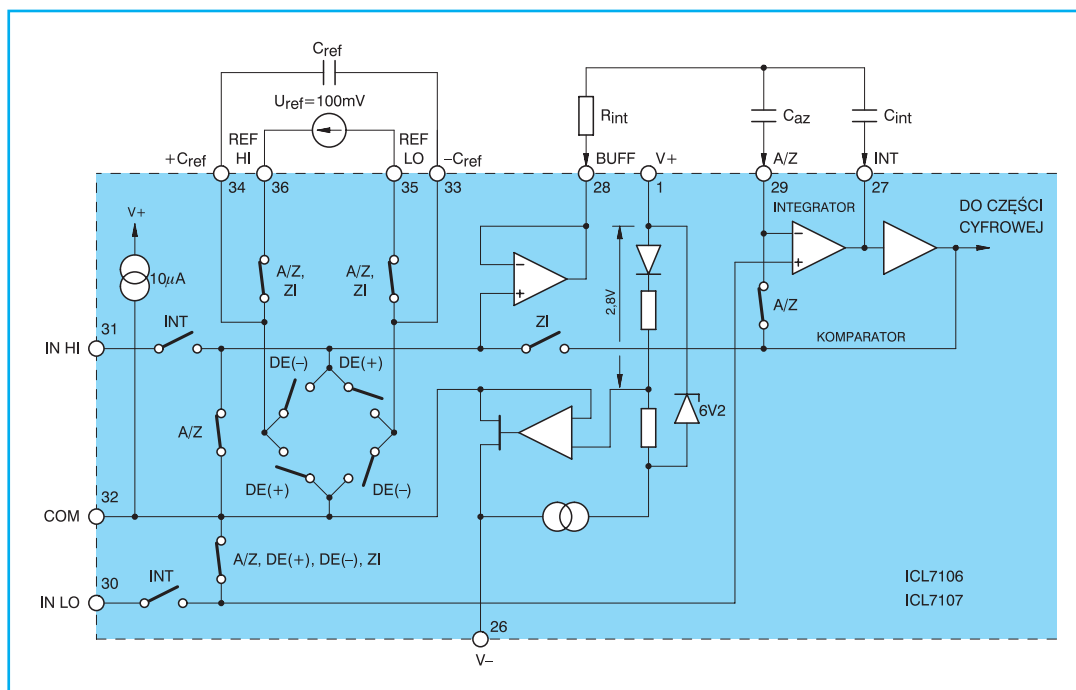 Cref
Uref=100mV
+Cref
REF
HI
REF
LO
–Cref
34
36
35
33
Rint
Caz
Cint
BUFF
V+
A/Z
INT
28
1
29
27
INTEGRATOR
DO CZĘŚCI
CYFROWEJ
V+
10µA
A/Z,
ZI
A/Z,
ZI
2,8V
A/Z
31
IN HI
INT
ZI
KOMPARATOR
DE(–)
DE(+)
A/Z
6V2
DE(+)
DE(–)
32
COM
A/Z, DE(+), DE(–), ZI
30
IN LO
INT
ICL7106
ICL7107
26
V–